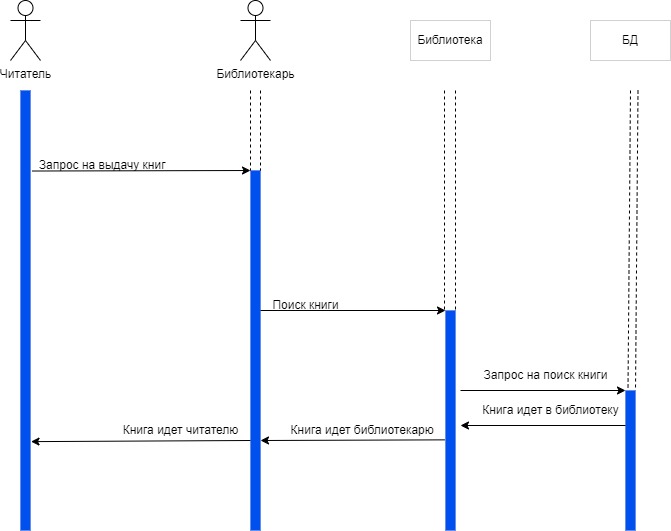 Читатель
Библиотекарь
Библиотека
БД
Запрос на выдачу книг
Поиск книги
Запрос на поиск книги
Книга идет в библиотеку
Книга идет библиотекарю
Книга идет читателю